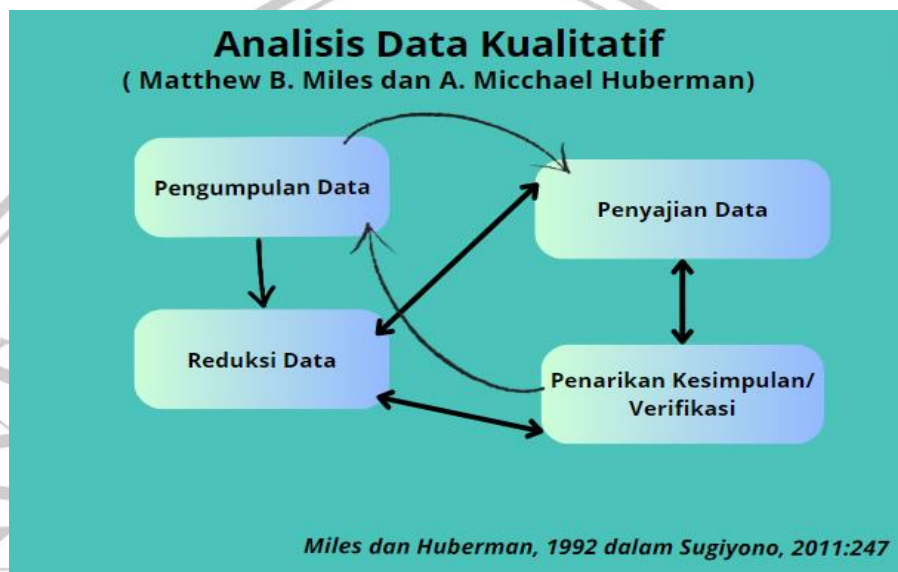 Analisis Data Kualitatif
( Matthew B. Miles dan A. Micchael Huberman)
Pengumpulan Data
Penyajian Data
Reduksi Data
Penarikan Kesimpulan/
Verifikasi
Miles dan Huberman, 1992 dalam Sugiyono, 2011:247